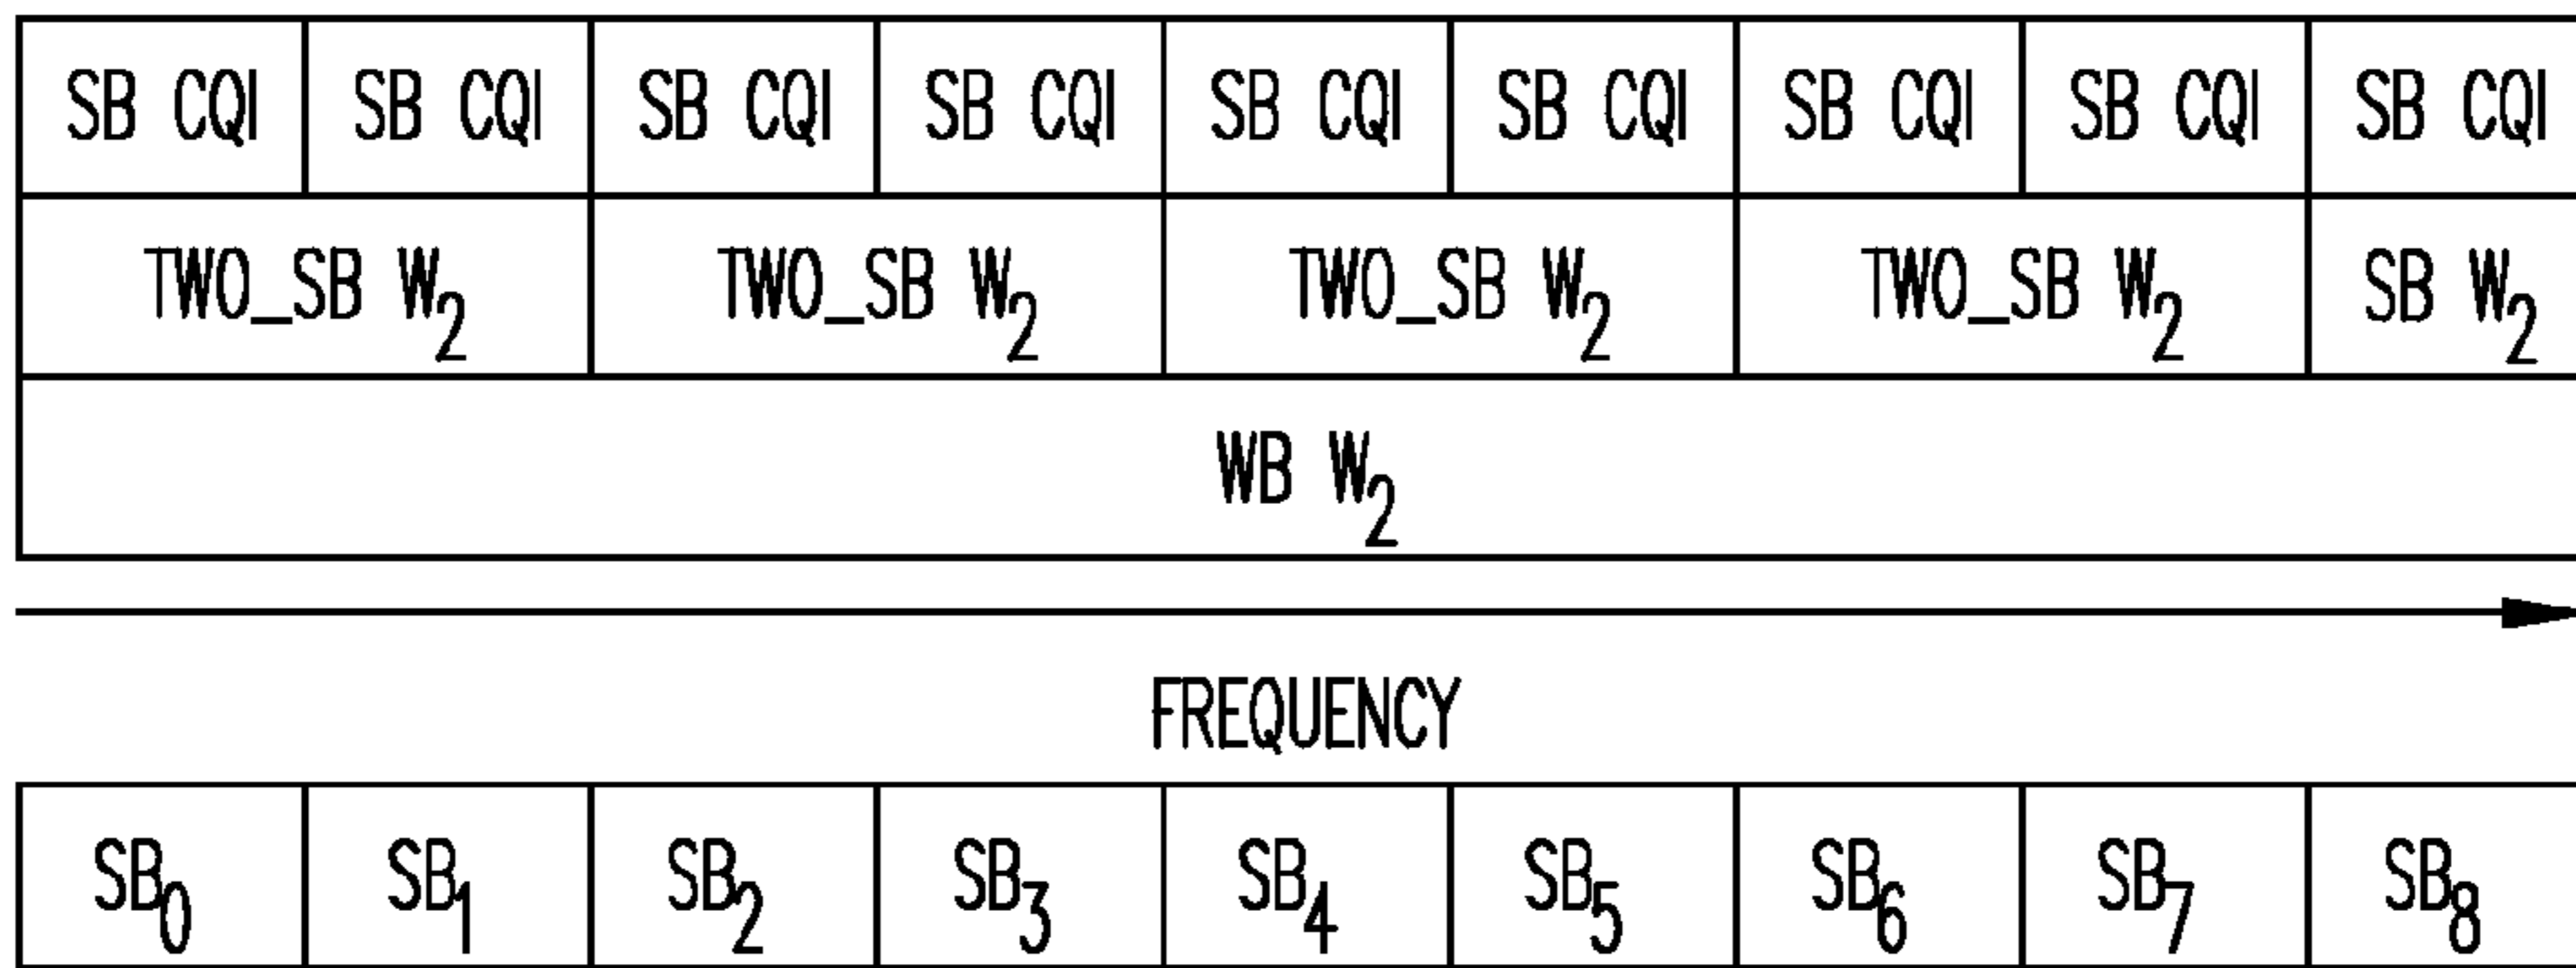 SB CQI SB CQI SB CQI SB CQI SB CQI SB CQI SB CQI SB CQI SB CQI
TWO_SB W₂ TWO_SB W₂ TWO_SB W₂ TWO_SB W₂ SB W₂
WB W₂
FREQUENCY
SB₀ SB₁ SB₂ SB₃ SB₄ SB₅ SB₆ SB₇ SB₈